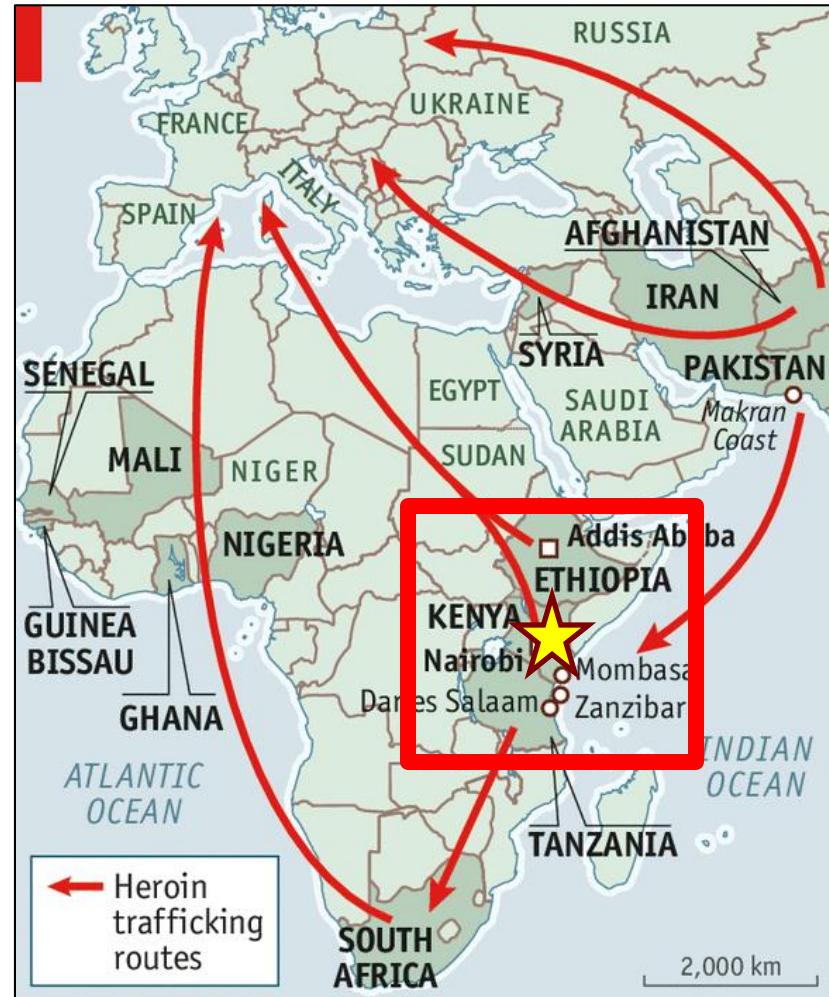 RUSSIA
UKRAINE
FRANCE
ITALY
SPAIN
AFGHANISTAN
IRAN
SYRIA
PAKISTAN
Makran
Coast
SENEGAL
EGYPT
SAUDI
ARABIA
MALI
NIGER
SUDAN
NIGERIA
Addis Ababa
ETHIOPIA
GUINEA
BISSAU
KENYA
Nairobi
Mombasa
Dar es Salaam
Zanzibar
GHANA
INDIAN
OCEAN
ATLANTIC
OCEAN
TANZANIA
Heroin
trafficking
routes
SOUTH
AFRICA
2,000 km